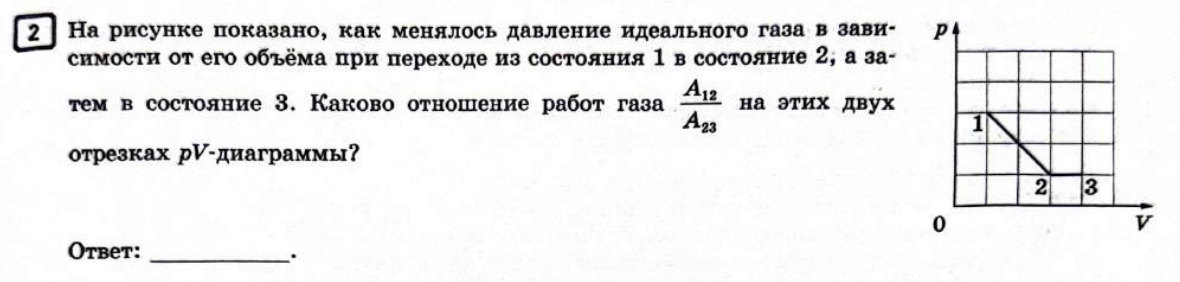 2 На рисунке показано, как менялось давление идеального газа в зави-
симости от его объёма при переходе из состояния 1 в состояние 2, а за-
тем в состояние 3. Каково отношение работ газа A₁₂/A₂₃ на этих двух
отрезках pV-диаграммы?
Ответ: ____________.
p
1
2 3
0 V